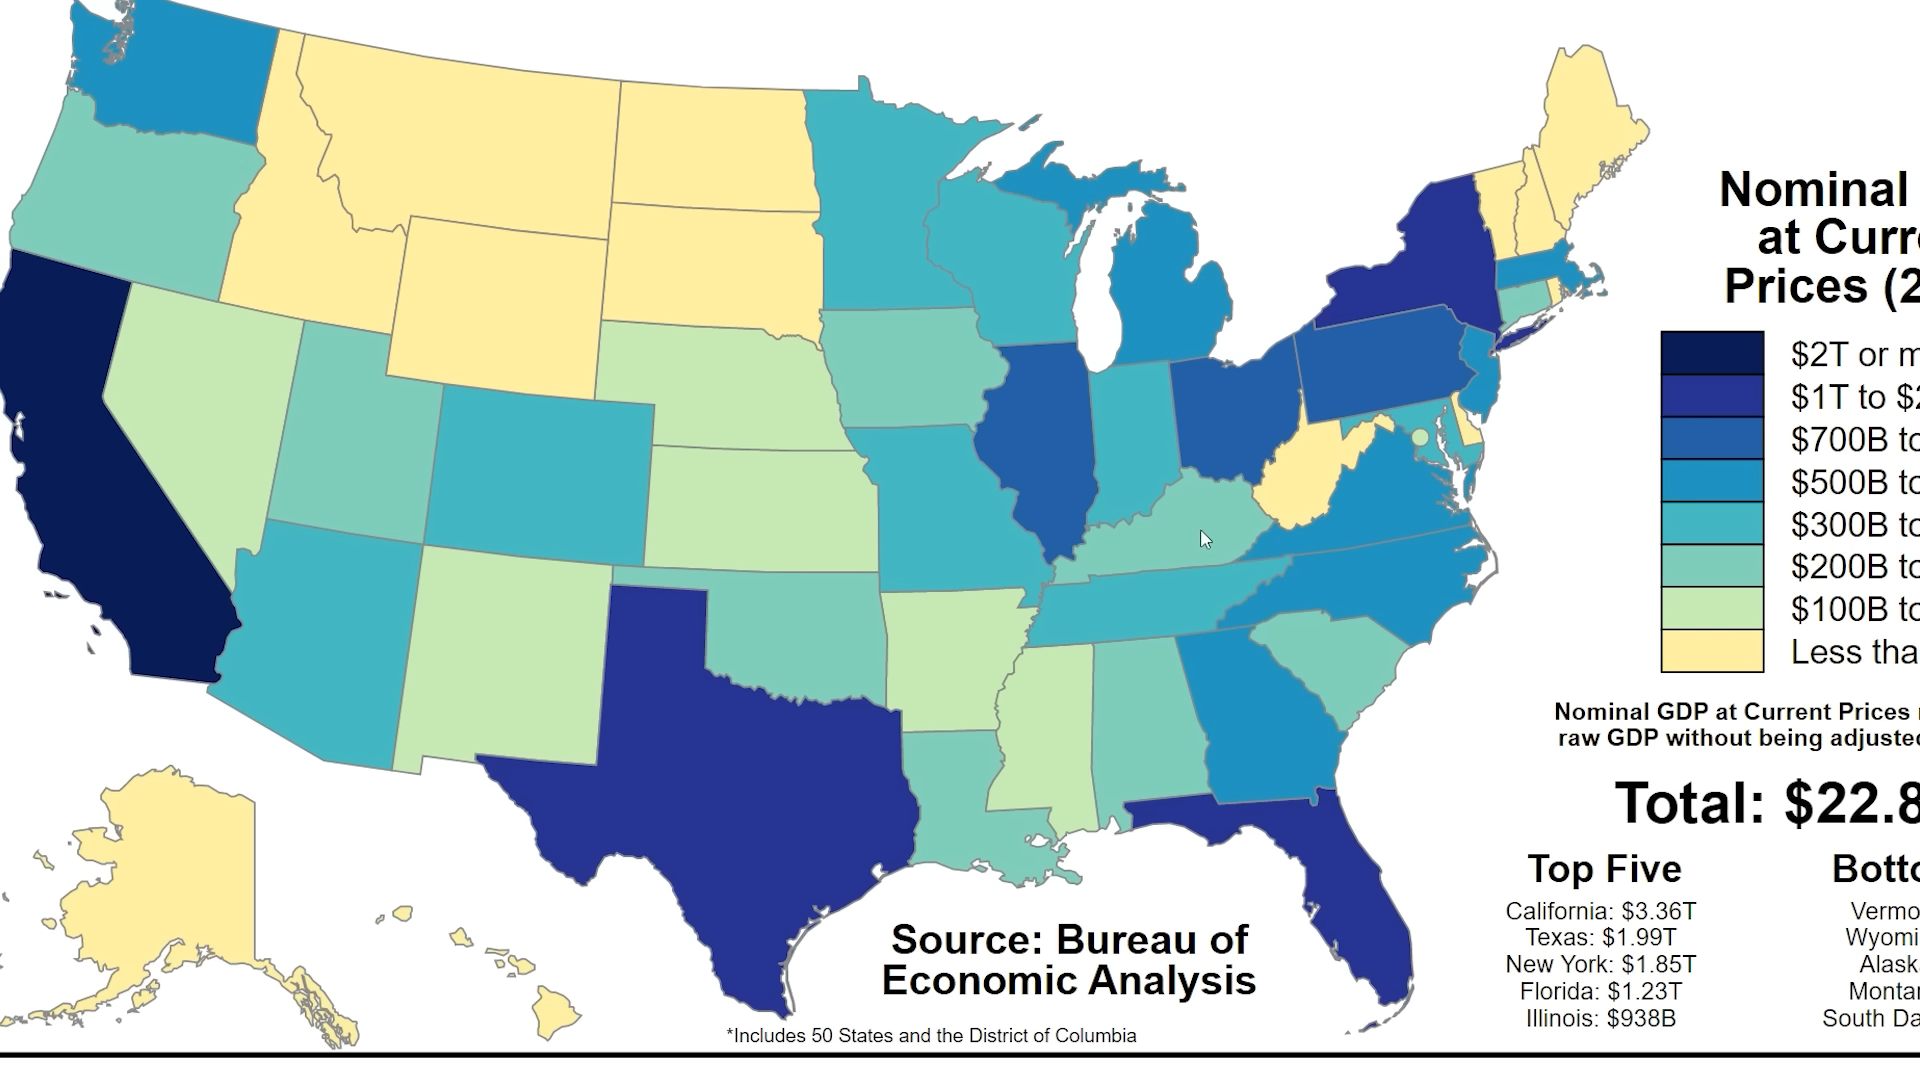 Nominal
at Curre
Prices (2
$2T or m
$1T to $2
$700B to
$500B to
$300B to
$200B to
$100B to
Less tha
Nominal GDP at Current Prices r
raw GDP without being adjusted
Total: $22.8
Top Five
California: $3.36T
Texas: $1.99T
New York: $1.85T
Florida: $1.23T
Illinois: $938B
Botto
Vermo
Wyomi
Alask
Montan
South Da
Source: Bureau of
Economic Analysis
*Includes 50 States and the District of Columbia